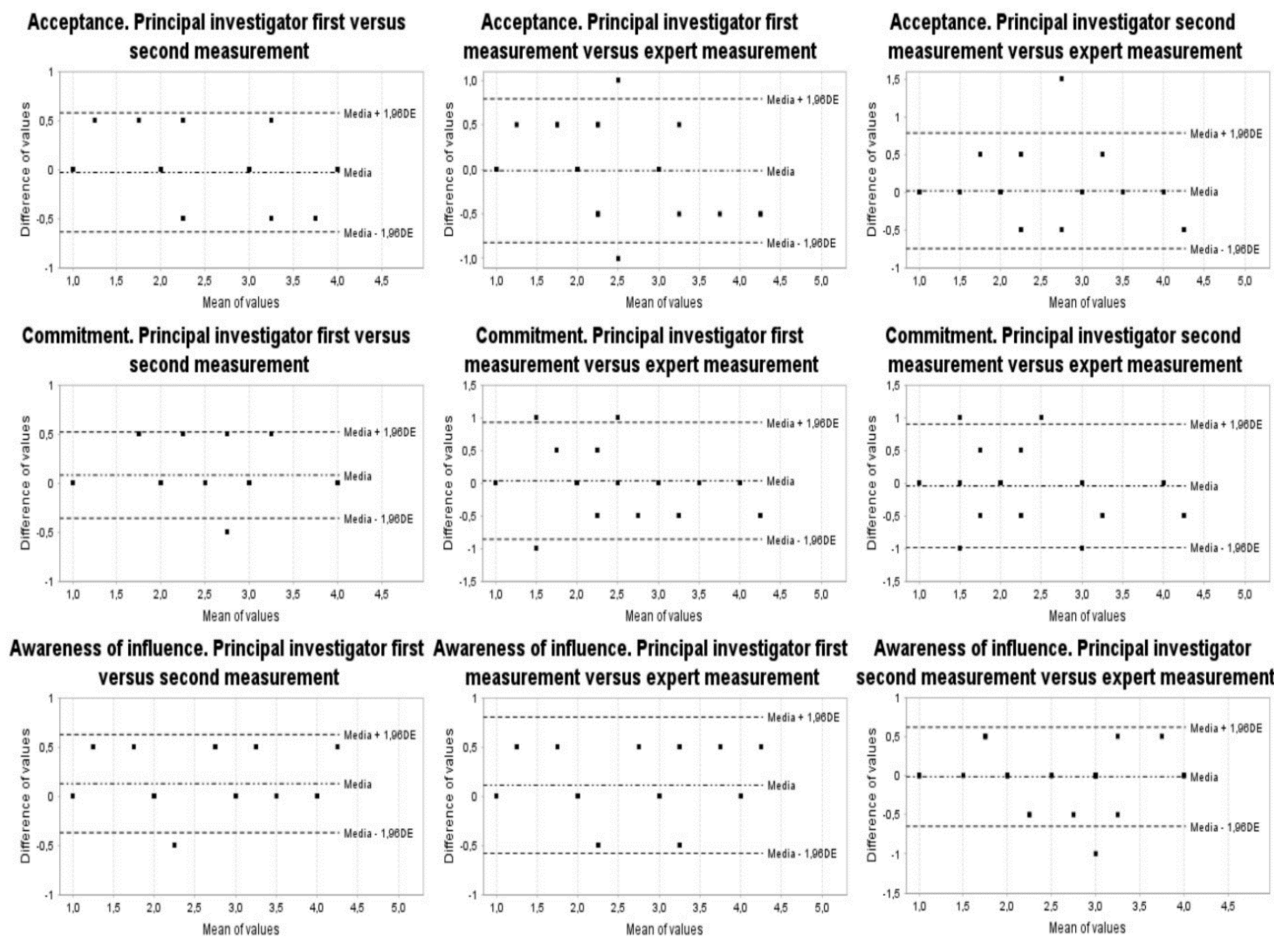 Acceptance. Principal investigator first versus
second measurement
Difference of values
1
0,5
0
-0,5
-1
Media + 1,96DE
Media
Media - 1,96DE
1,0 1,5 2,0 2,5 3,0 3,5 4,0 4,5
Mean of values
Acceptance. Principal investigator first
measurement versus expert measurement
Difference of values
1,0
0,5
0,0
-0,5
-1,0
Media + 1,96DE
Media
Media - 1,96DE
1,0 1,5 2,0 2,5 3,0 3,5 4,0 4,5 5,0
Mean of values
Acceptance. Principal investigator second
measurement versus expert measurement
Difference of values
1,5
1
0,5
0
-0,5
-1
Media + 1,96DE
Media
Media - 1,96DE
1,0 1,5 2,0 2,5 3,0 3,5 4,0 4,5 5,0
Mean of values
Commitment. Principal investigator first versus
second measurement
Difference of values
1
0,5
0
-0,5
-1
Media + 1,96DE
Media
Media - 1,96DE
1,0 1,5 2,0 2,5 3,0 3,5 4,0 4,5
Mean of values
Commitment. Principal investigator first
measurement versus expert measurement
Difference of values
1,5
1
0,5
0
-0,5
-1
-1,5
Media + 1,96DE
Media
Media - 1,96DE
1,0 1,5 2,0 2,5 3,0 3,5 4,0 4,5 5,0
Mean of values
Commitment. Principal investigator second
measurement versus expert measurement
Difference of values
1,5
1
0,5
0
-0,5
-1
-1,5
Media + 1,96DE
Media
Media - 1,96DE
1,0 1,5 2,0 2,5 3,0 3,5 4,0 4,5 5,0
Mean of values
Awareness of influence. Principal investigator first
versus second measurement
Difference of values
1
0,5
0
-0,5
-1
Media + 1,96DE
Media
Media - 1,96DE
1,0 1,5 2,0 2,5 3,0 3,5 4,0 4,5 5,0
Mean of values
Awareness of influence. Principal investigator first
measurement versus expert measurement
Difference of values
1
0,5
0
-0,5
-1
Media + 1,96DE
Media
Media - 1,96DE
1,0 1,5 2,0 2,5 3,0 3,5 4,0 4,5 5,0
Mean of values
Awareness of influence. Principal investigator
second measurement versus expert measurement
Difference of values
1
0,5
0
-0,5
-1
-1,5
Media + 1,96DE
Media
Media - 1,96DE
1,0 1,5 2,0 2,5 3,0 3,5 4,0 4,5 5,0
Mean of values